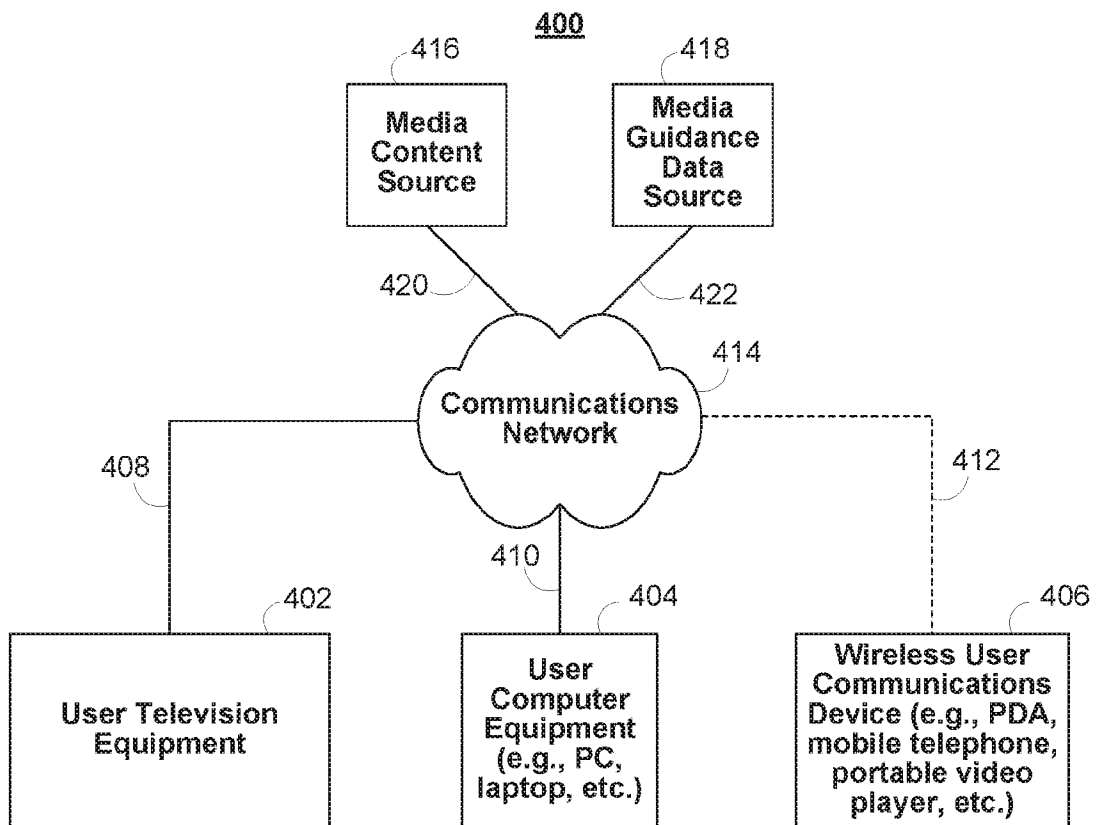 400
416
418
Media
Content
Source
Media
Guidance
Data
Source
420
422
414
Communications
Network
408
412
410
402
404
406
User Television
Equipment
User
Computer
Equipment
(e.g., PC,
laptop, etc.)
Wireless User
Communications
Device (e.g., PDA,
mobile telephone,
portable video
player, etc.)